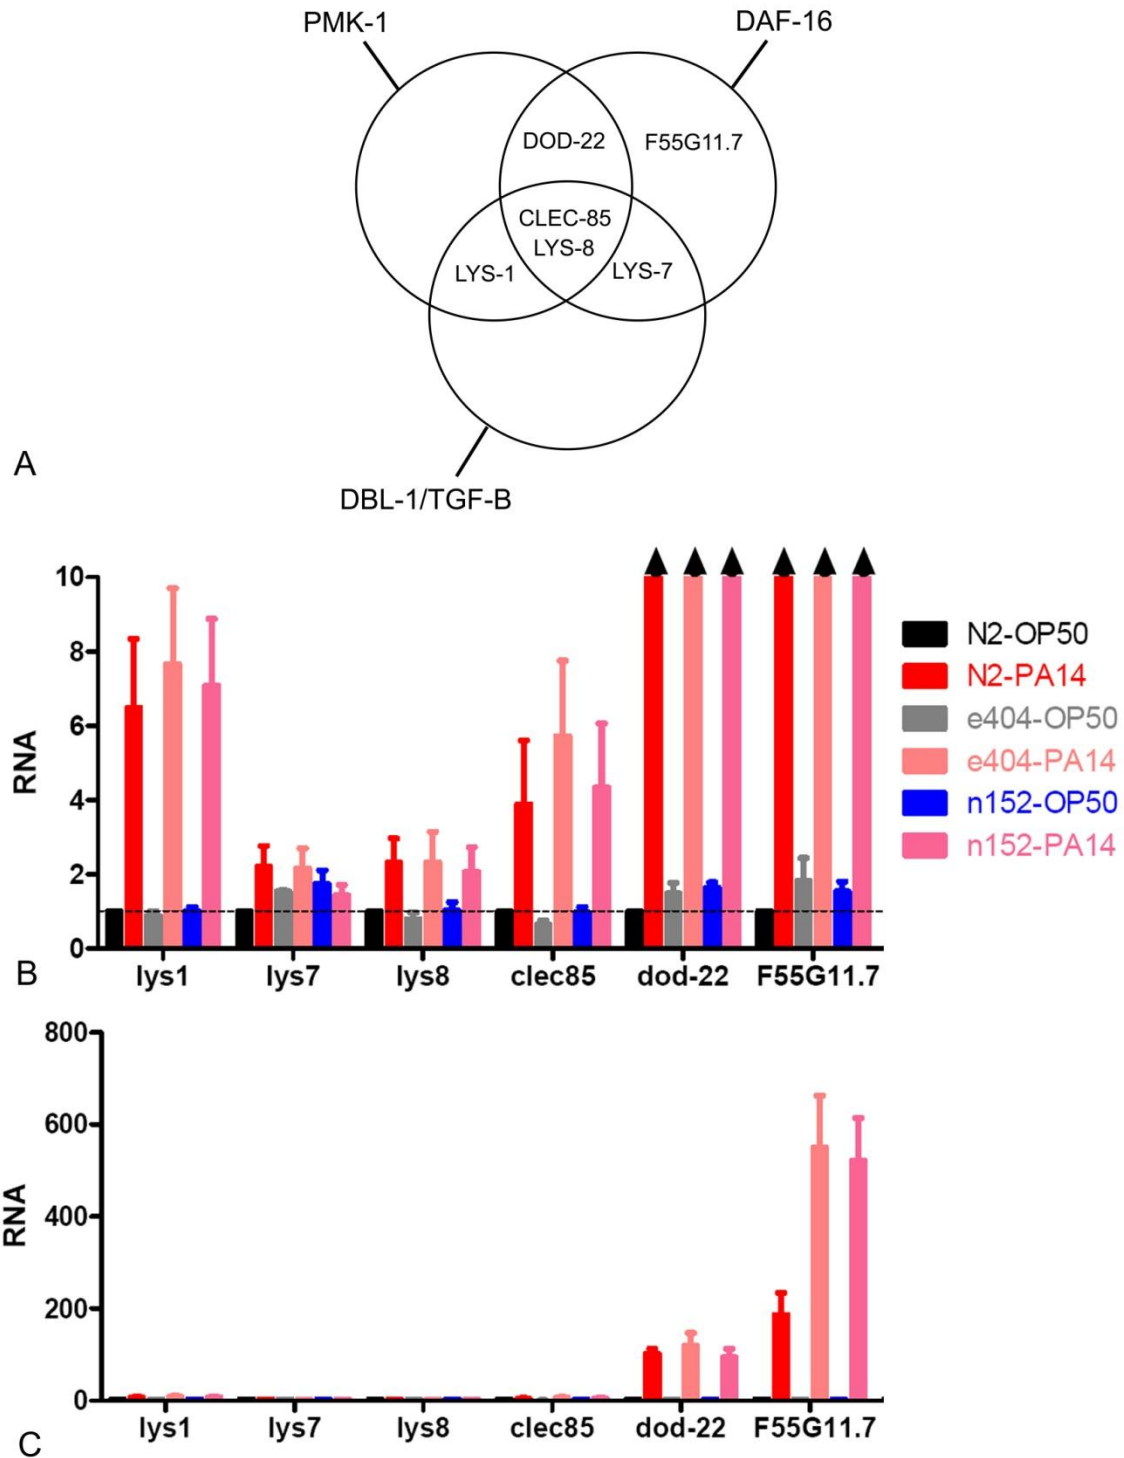 PMK-1
DAF-16
DOD-22
F55G11.7
CLEC-85
LYS-8
LYS-1
LYS-7
DBL-1/TGF-B
A
10
8
6
4
2
0
RNA
lys1
lys7
lys8
clec85
dod-22
F55G11.7
N2-OP50
N2-PA14
e404-OP50
e404-PA14
n152-OP50
n152-PA14
B
800
600
400
200
0
RNA
lys1
lys7
lys8
clec85
dod-22
F55G11.7
C